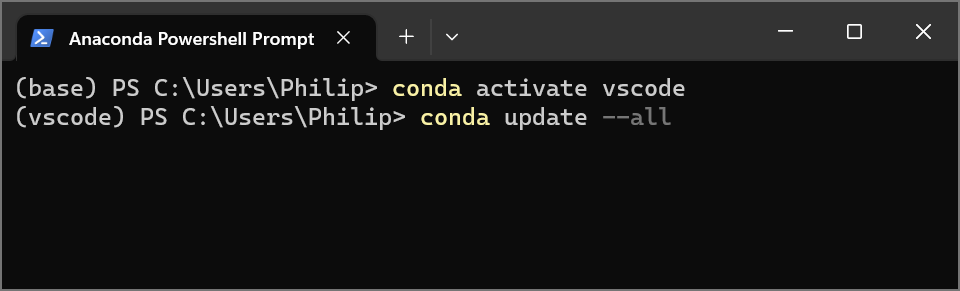 Anaconda Powershell Prompt
(base) PS C:\Users\Philip> conda activate vscode
(vscode) PS C:\Users\Philip> conda update --all